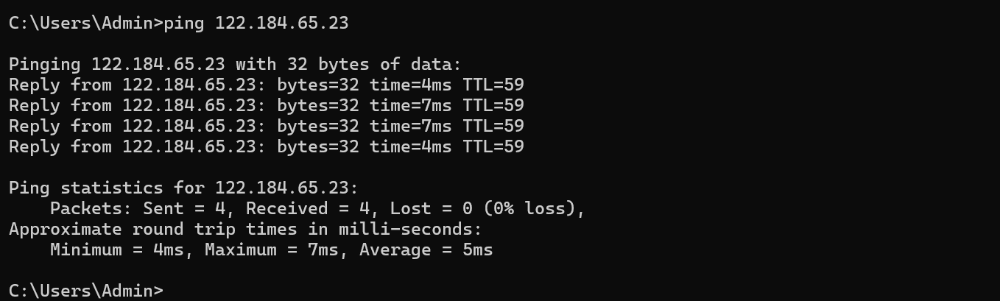 C:\Users\Admin>ping 122.184.65.23
Pinging 122.184.65.23 with 32 bytes of data:
Reply from 122.184.65.23: bytes=32 time=4ms TTL=59
Reply from 122.184.65.23: bytes=32 time=7ms TTL=59
Reply from 122.184.65.23: bytes=32 time=7ms TTL=59
Reply from 122.184.65.23: bytes=32 time=4ms TTL=59
Ping statistics for 122.184.65.23:
    Packets: Sent = 4, Received = 4, Lost = 0 (0% loss),
Approximate round trip times in milli-seconds:
    Minimum = 4ms, Maximum = 7ms, Average = 5ms
C:\Users\Admin>